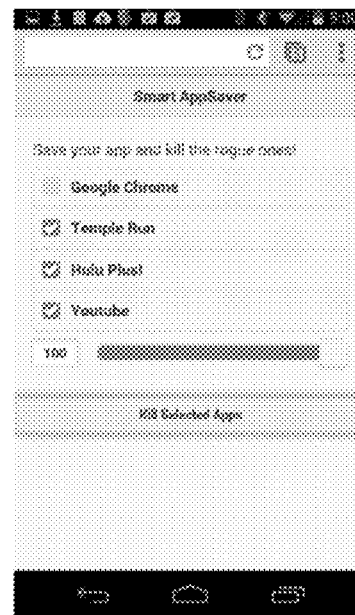 Smart AppSaver
Save your app and kill the rogue ones!
Google Chrome
Temple Run
Hulu Plus!
Youtube
100
Kill Selected Apps